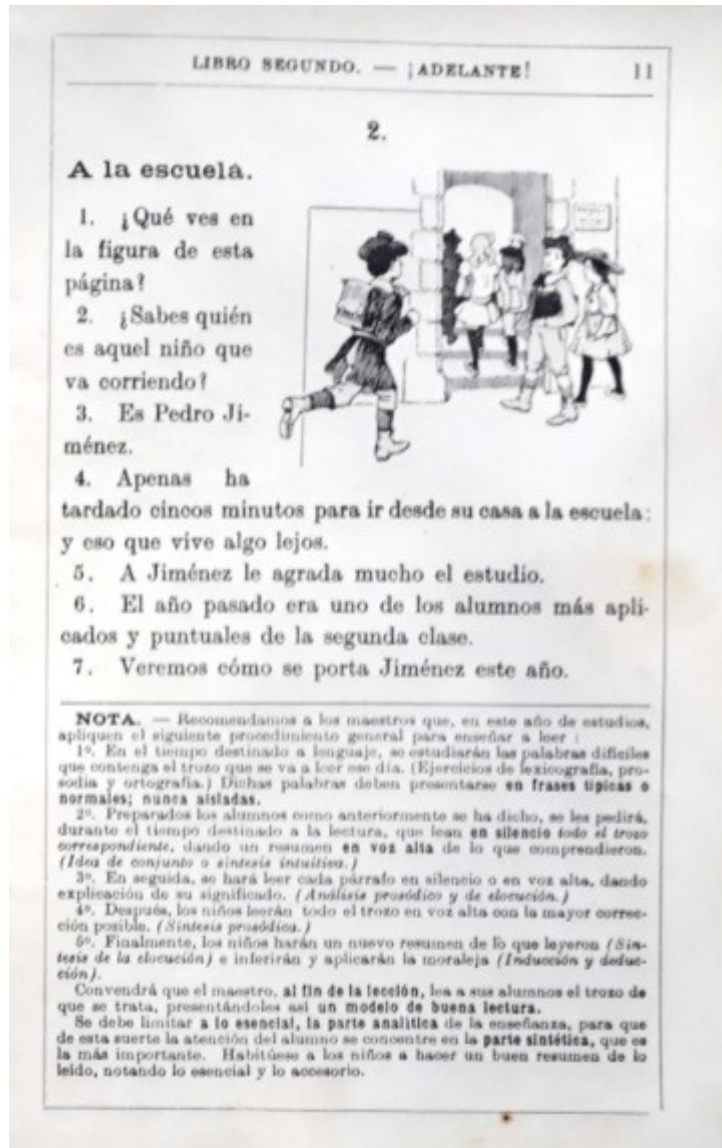 LIBRO SEGUNDO. — ¡ADELANTE! 11
2.
A la escuela.
1. ¿Qué ves en
la figura de esta
página?
2. ¿Sabes quién
es aquel niño que
va corriendo?
3. Es Pedro Ji-
ménez.
4. Apenas ha
tardado cincos minutos para ir desde su casa a la escuela:
y eso que vive algo lejos.
5. A Jiménez le agrada mucho el estudio.
6. El año pasado era uno de los alumnos más apli-
cados y puntuales de la segunda clase.
7. Veremos cómo se porta Jiménez este año.
NOTA. — Recomendamos a los maestros que, en este año de estudios,
apliquen el siguiente procedimiento general para enseñar a leer :
1º. En el tiempo destinado a lenguaje, se estudiarán las palabras difíciles
que contenga el trozo que se va a leer ese día. (Ejercicios de lexicografía, pro-
sodia y ortografía.) Dichas palabras deben presentarse en frases típicas o
normales; nunca aisladas.
2º. Preparados los alumnos como anteriormente se ha dicho, se les pedirá,
durante el tiempo destinado a la lectura, que lean en silencio todo el trozo
correspondiente, dando un resumen en voz alta de lo que comprendieron.
(Idea de conjunto o síntesis intuitiva.)
3º. En seguida, se hará leer cada párrafo en silencio o en voz alta, dando
explicación de su significado. (Análisis prosódico y de elocución.)
4º. Después, los niños leerán todo el trozo en voz alta con la mayor correc-
ción posible. (Síntesis prosódica.)
5º. Finalmente, los niños harán un nuevo resumen de lo que leyeron (Sín-
tesis de la elocución) e inferirán y aplicarán la moraleja (Inducción y deduc-
ción).
Convendrá que el maestro, al fin de la lección, lea a sus alumnos el trozo de
que se trata, presentándoles así un modelo de buena lectura.
Se debe limitar a lo esencial, la parte analítica de la enseñanza, para que
de esta suerte la atención del alumno se concentre en la parte sintética, que es
la más importante. Habitúese a los niños a hacer un buen resumen de lo
leído, notando lo esencial y lo accesorio.